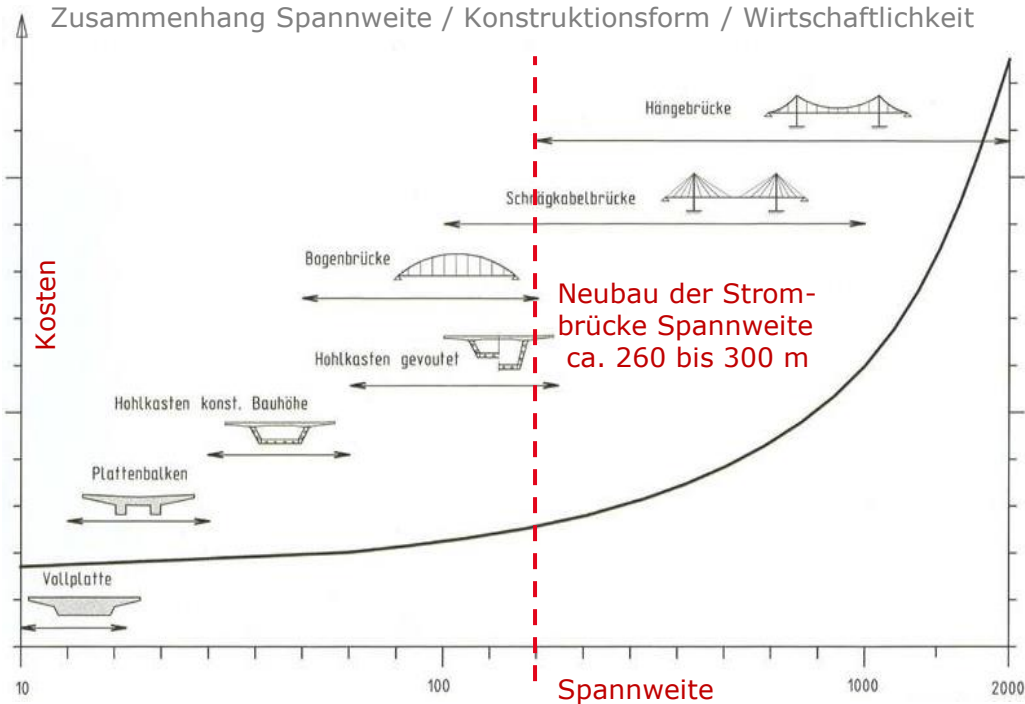 Zusammenhang Spannweite / Konstruktionsform / Wirtschaftlichkeit
Hängebrücke
Schrägkabelbrücke
Bogenbrücke
Kosten
Neubau der Strom-
brücke Spannweite
ca. 260 bis 300 m
Hohlkasten gevoutet
Hohlkasten konst. Bauhöhe
Plattenbalken
Vollplatte
10
100
Spannweite
1000
2000